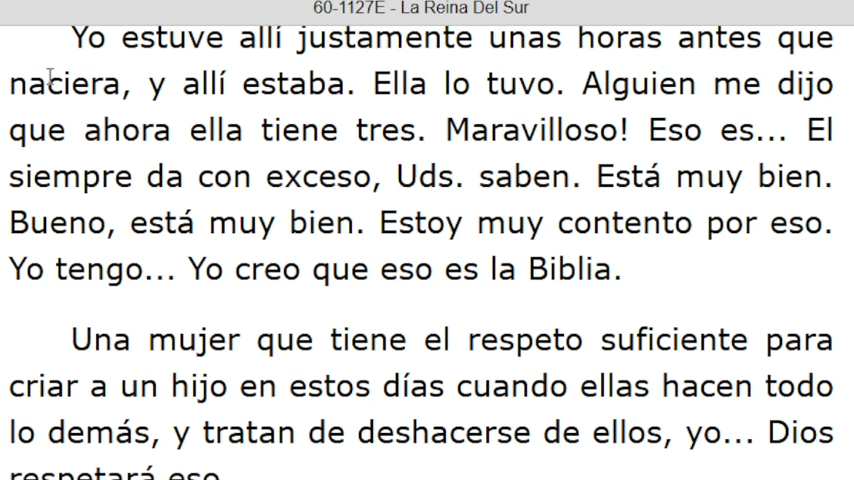 60-1127E - La Reina Del Sur
Yo estuve allí justamente unas horas antes que
naciera, y allí estaba. Ella lo tuvo. Alguien me dijo
que ahora ella tiene tres. Maravilloso! Eso es... El
siempre da con exceso, Uds. saben. Está muy bien.
Bueno, está muy bien. Estoy muy contento por eso.
Yo tengo... Yo creo que eso es la Biblia.
Una mujer que tiene el respeto suficiente para
criar a un hijo en estos días cuando ellas hacen todo
lo demás, y tratan de deshacerse de ellos, yo... Dios
respetará eso.